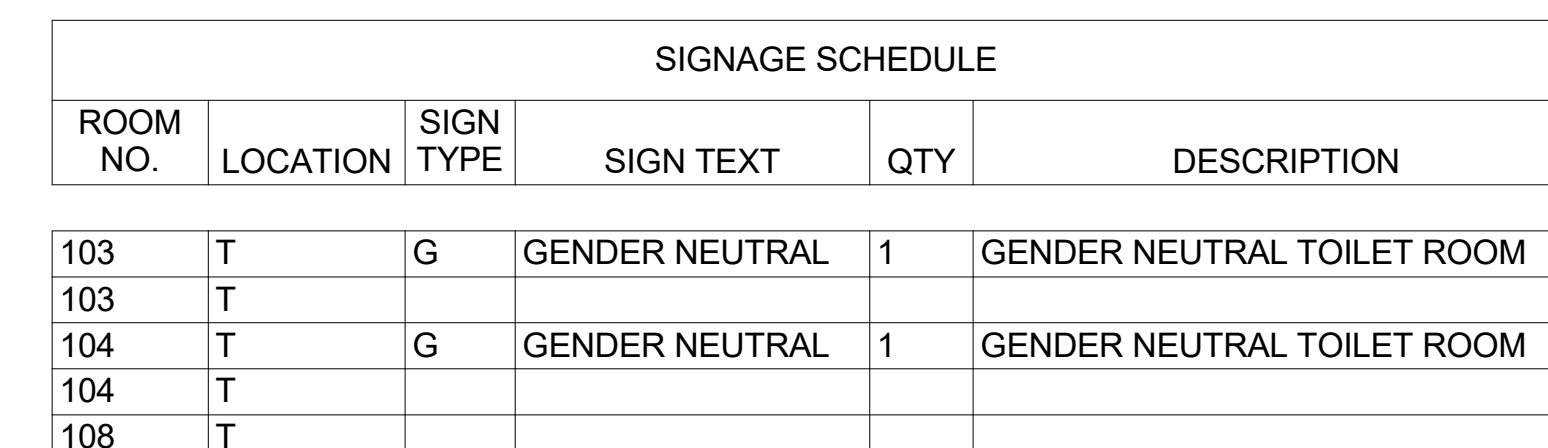 SIGNAGE SCHEDULE
ROOM NO. LOCATION SIGN TYPE SIGN TEXT QTY DESCRIPTION
103 T G GENDER NEUTRAL 1 GENDER NEUTRAL TOILET ROOM
103 T
104 T G GENDER NEUTRAL 1 GENDER NEUTRAL TOILET ROOM
104 T
108 T